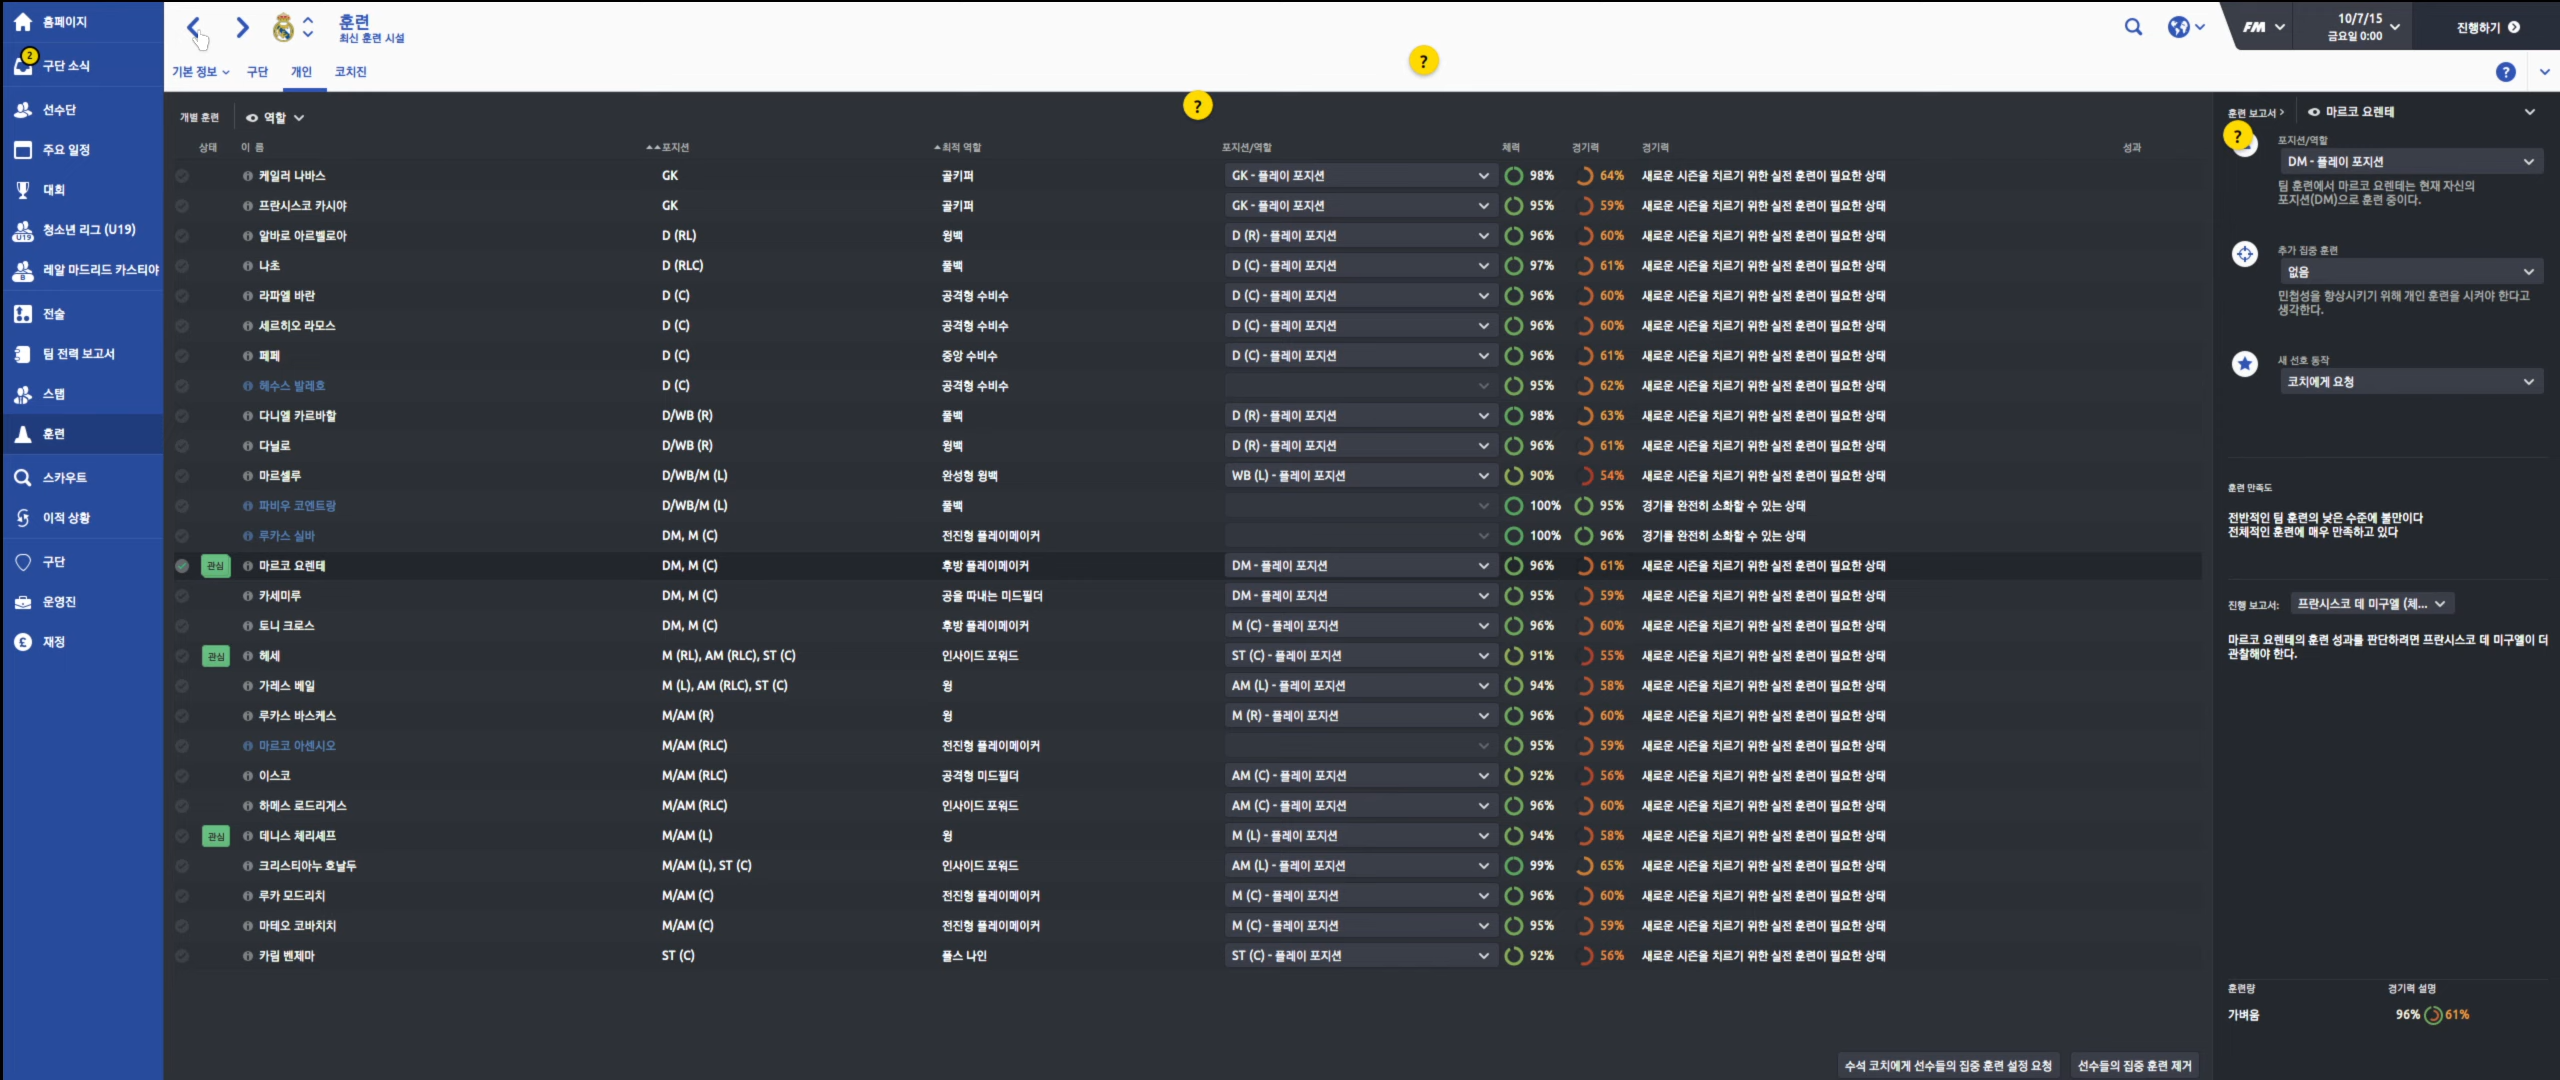 홈페이지
2
구단 소식
선수단
주요 일정
대회
U19
청소년 리그 (U19)
B
레알 마드리드 카스티야
전술
팀 전력 보고서
스탭
훈련
스카우트
이적 상황
구단
운영진
재정
훈련
최신 훈련 시설
기본 정보
구단
개인
코치진
?
FM
10/7/15
금요일 0:00
진행하기
?
개별 훈련
역할
?
상태 이 름 포지션 최적 역할 포지션/역할 체력 경기력 경기력 성과
케일러 나바스 GK 골키퍼 GK - 플레이 포지션 98% 64% 새로운 시즌을 치르기 위한 실전 훈련이 필요한 상태
프란시스코 카시야 GK 골키퍼 GK - 플레이 포지션 95% 59% 새로운 시즌을 치르기 위한 실전 훈련이 필요한 상태
알바로 아르벨로아 D (RL) 윙백 D (R) - 플레이 포지션 96% 60% 새로운 시즌을 치르기 위한 실전 훈련이 필요한 상태
나초 D (RLC) 풀백 D (C) - 플레이 포지션 97% 61% 새로운 시즌을 치르기 위한 실전 훈련이 필요한 상태
라파엘 바란 D (C) 공격형 수비수 D (C) - 플레이 포지션 96% 60% 새로운 시즌을 치르기 위한 실전 훈련이 필요한 상태
세르히오 라모스 D (C) 공격형 수비수 D (C) - 플레이 포지션 96% 60% 새로운 시즌을 치르기 위한 실전 훈련이 필요한 상태
페페 D (C) 중앙 수비수 D (C) - 플레이 포지션 96% 61% 새로운 시즌을 치르기 위한 실전 훈련이 필요한 상태
헤수스 발레호 D (C) 공격형 수비수 95% 62% 새로운 시즌을 치르기 위한 실전 훈련이 필요한 상태
다니엘 카르바할 D/WB (R) 풀백 D (R) - 플레이 포지션 98% 63% 새로운 시즌을 치르기 위한 실전 훈련이 필요한 상태
다닐로 D/WB (R) 윙백 D (R) - 플레이 포지션 96% 61% 새로운 시즌을 치르기 위한 실전 훈련이 필요한 상태
마르셀루 D/WB/M (L) 완성형 윙백 WB (L) - 플레이 포지션 90% 54% 새로운 시즌을 치르기 위한 실전 훈련이 필요한 상태
파비우 코엔트랑 D/WB/M (L) 풀백 100% 95% 경기를 완전히 소화할 수 있는 상태
루카스 실바 DM, M (C) 전진형 플레이메이커 100% 96% 경기를 완전히 소화할 수 있는 상태
관심 마르코 요렌테 DM, M (C) 후방 플레이메이커 DM - 플레이 포지션 96% 61% 새로운 시즌을 치르기 위한 실전 훈련이 필요한 상태
카세미루 DM, M (C) 공을 따내는 미드필더 DM - 플레이 포지션 95% 59% 새로운 시즌을 치르기 위한 실전 훈련이 필요한 상태
토니 크로스 DM, M (C) 후방 플레이메이커 M (C) - 플레이 포지션 96% 60% 새로운 시즌을 치르기 위한 실전 훈련이 필요한 상태
관심 헤세 M (RL), AM (RLC), ST (C) 인사이드 포워드 ST (C) - 플레이 포지션 91% 55% 새로운 시즌을 치르기 위한 실전 훈련이 필요한 상태
가레스 베일 M (L), AM (RLC), ST (C) 윙 AM (L) - 플레이 포지션 94% 58% 새로운 시즌을 치르기 위한 실전 훈련이 필요한 상태
루카스 바스케스 M/AM (R) 윙 M (R) - 플레이 포지션 96% 60% 새로운 시즌을 치르기 위한 실전 훈련이 필요한 상태
마르코 아센시오 M/AM (RLC) 전진형 플레이메이커 95% 59% 새로운 시즌을 치르기 위한 실전 훈련이 필요한 상태
이스코 M/AM (RLC) 공격형 미드필더 AM (C) - 플레이 포지션 92% 56% 새로운 시즌을 치르기 위한 실전 훈련이 필요한 상태
하메스 로드리게스 M/AM (RLC) 인사이드 포워드 AM (C) - 플레이 포지션 96% 60% 새로운 시즌을 치르기 위한 실전 훈련이 필요한 상태
관심 데니스 체리셰프 M/AM (L) 윙 M (L) - 플레이 포지션 94% 58% 새로운 시즌을 치르기 위한 실전 훈련이 필요한 상태
크리스티아누 호날두 M/AM (L), ST (C) 인사이드 포워드 AM (L) - 플레이 포지션 99% 65% 새로운 시즌을 치르기 위한 실전 훈련이 필요한 상태
루카 모드리치 M/AM (C) 전진형 플레이메이커 M (C) - 플레이 포지션 96% 60% 새로운 시즌을 치르기 위한 실전 훈련이 필요한 상태
마테오 코바치치 M/AM (C) 전진형 플레이메이커 M (C) - 플레이 포지션 95% 59% 새로운 시즌을 치르기 위한 실전 훈련이 필요한 상태
카림 벤제마 ST (C) 폴스 나인 ST (C) - 플레이 포지션 92% 56% 새로운 시즌을 치르기 위한 실전 훈련이 필요한 상태
수석 코치에게 선수들의 집중 훈련 설정 요청
선수들의 집중 훈련 제거
훈련 보고서 >
마르코 요렌테
?
포지션/역할
DM - 플레이 포지션
팀 훈련에서 마르코 요렌테는 현재 자신의
포지션(DM)으로 훈련 중이다.
추가 집중 훈련
없음
민첩성을 향상시키기 위해 개인 훈련을 시켜야 한다고
생각한다.
새 선호 동작
코치에게 요청
훈련 만족도
전반적인 팀 훈련의 낮은 수준에 불만이다
전체적인 훈련에 매우 만족하고 있다
진행 보고서: 프란시스코 데 미구엘 (체...
마르코 요렌테의 훈련 성과를 판단하려면 프란시스코 데 미구엘이 더
관찰해야 한다.
훈련량 경기력 설명
가벼움 96% 61%